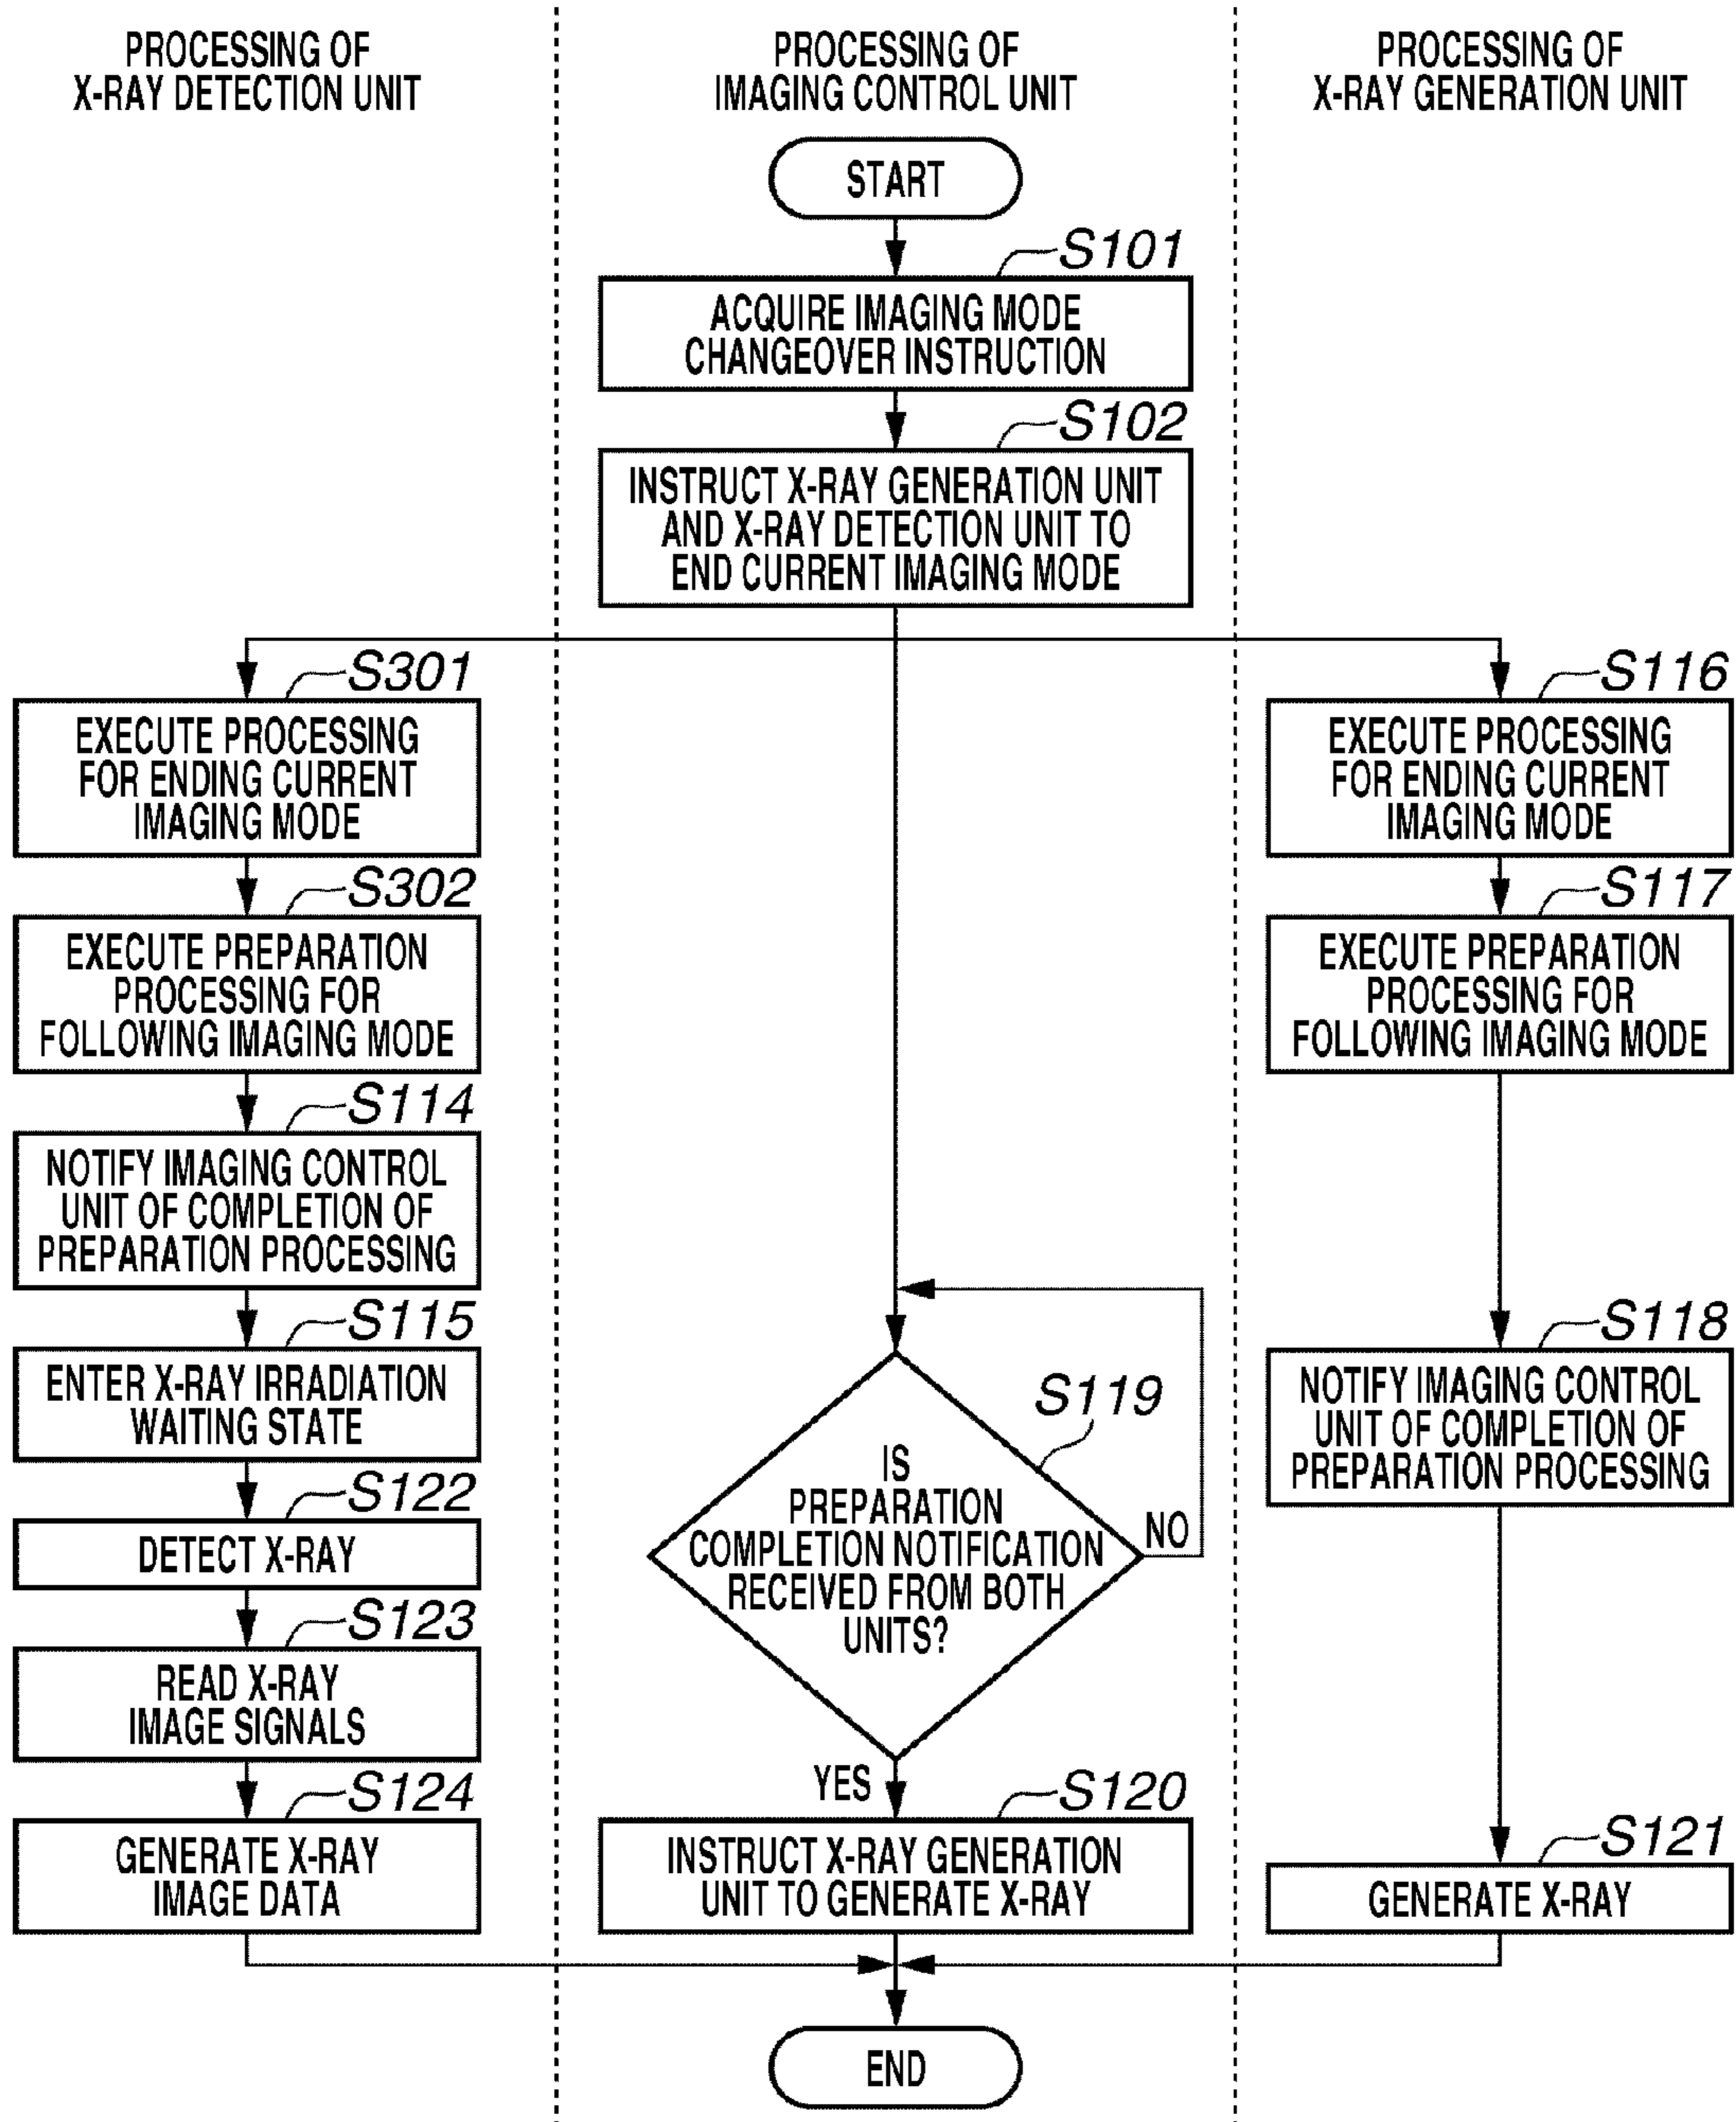 PROCESSING OF
X-RAY DETECTION UNIT
PROCESSING OF
IMAGING CONTROL UNIT
PROCESSING OF
X-RAY GENERATION UNIT
START
S101
ACQUIRE IMAGING MODE
CHANGEOVER INSTRUCTION
S102
INSTRUCT X-RAY GENERATION UNIT
AND X-RAY DETECTION UNIT TO
END CURRENT IMAGING MODE
S301
EXECUTE PROCESSING
FOR ENDING CURRENT
IMAGING MODE
S302
EXECUTE PREPARATION
PROCESSING FOR
FOLLOWING IMAGING MODE
S114
NOTIFY IMAGING CONTROL
UNIT OF COMPLETION OF
PREPARATION PROCESSING
S115
ENTER X-RAY IRRADIATION
WAITING STATE
S122
DETECT X-RAY
S123
READ X-RAY
IMAGE SIGNALS
S124
GENERATE X-RAY
IMAGE DATA
S119
IS
PREPARATION
COMPLETION NOTIFICATION
RECEIVED FROM BOTH
UNITS?
NO
YES
S120
INSTRUCT X-RAY GENERATION
UNIT TO GENERATE X-RAY
S116
EXECUTE PROCESSING
FOR ENDING CURRENT
IMAGING MODE
S117
EXECUTE PREPARATION
PROCESSING FOR
FOLLOWING IMAGING MODE
S118
NOTIFY IMAGING CONTROL
UNIT OF COMPLETION OF
PREPARATION PROCESSING
S121
GENERATE X-RAY
END